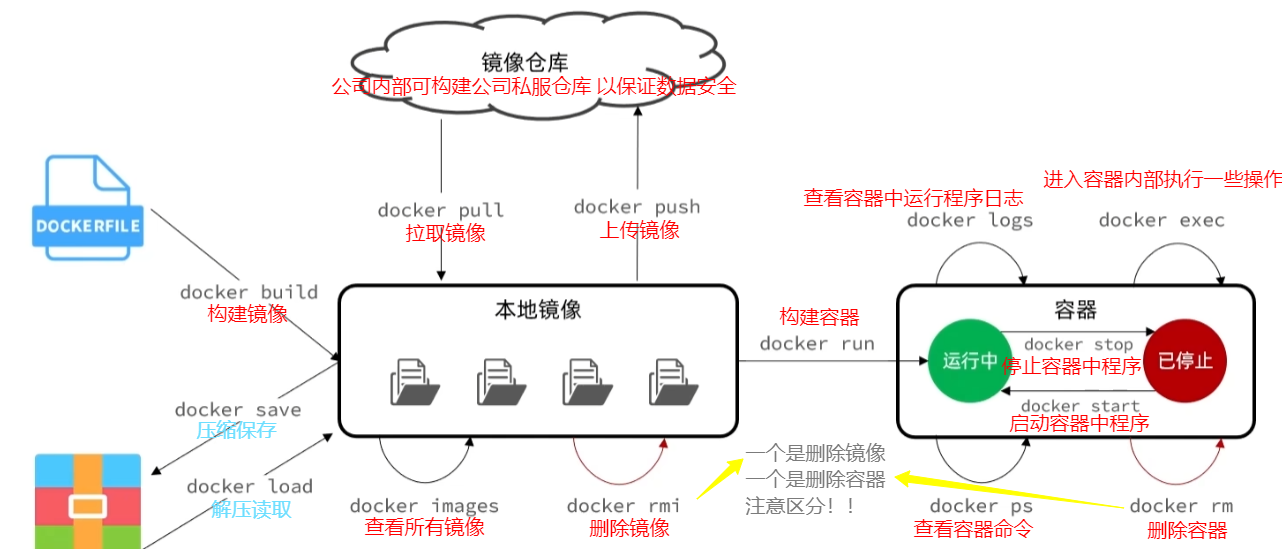 镜像仓库
公司内部可构建公司私服仓库 以保证数据安全
DOCKERFILE
docker pull
拉取镜像
docker push
上传镜像
查看容器中运行程序日志
docker logs
进入容器内部执行一些操作
docker exec
docker build
构建镜像
本地镜像
构建容器
docker run
容器
运行中
docker stop
停止容器中程序
已停止
docker start
启动容器中程序
docker save
压缩保存
docker load
解压读取
docker images
查看所有镜像
docker rmi
删除镜像
一个是删除镜像
一个是删除容器
注意区分！！
docker ps
查看容器命令
docker rm
删除容器